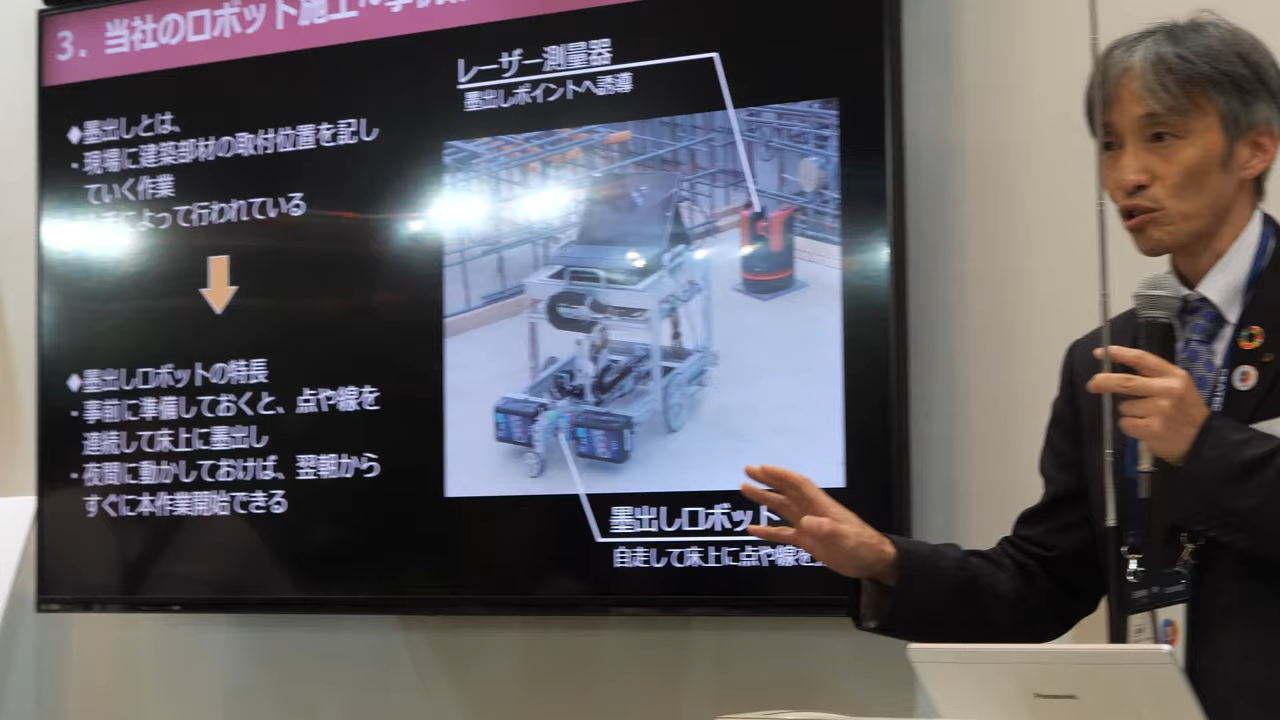 3．当社のロボット施工
◆墨出しとは、
・現場に建築部材の取付位置を記し
ていく作業
によって行われている
◆墨出しロボットの特長
・事前に準備しておくと、点や線を
連続して床上に墨出し
・夜間に動かしておけば、翌朝から
すぐに本作業開始できる
レーザー測量器
墨出しポイントへ誘導
墨出しロボット
自走して床上に点や線を
Panasonic